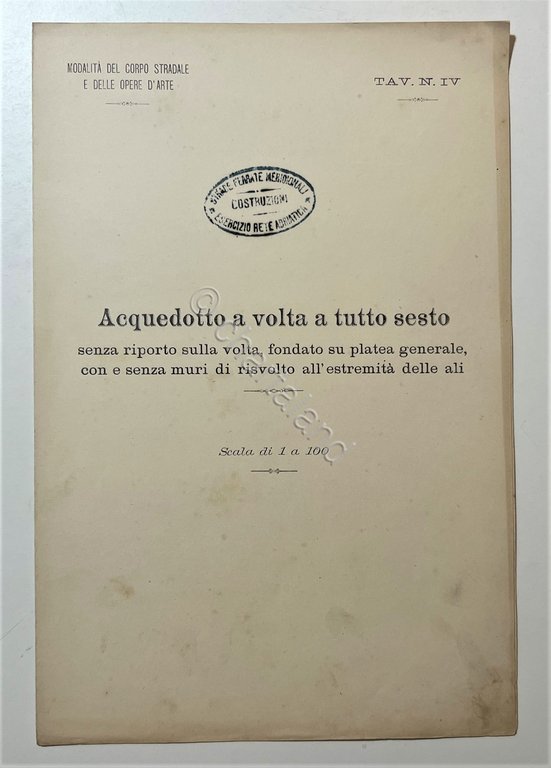 MODALITÀ DEL CORPO STRADALE
E DELLE OPERE D'ARTE
TAV. N. IV
STRADE FERRATE MERIDIONALI
COSTRUZIONI
ESERCIZIO RETE ADRIATICA
Acquedotto a volta a tutto sesto
senza riporto sulla volta, fondato su platea generale,
con e senza muri di risvolto all'estremità delle ali
Scala di 1 a 100